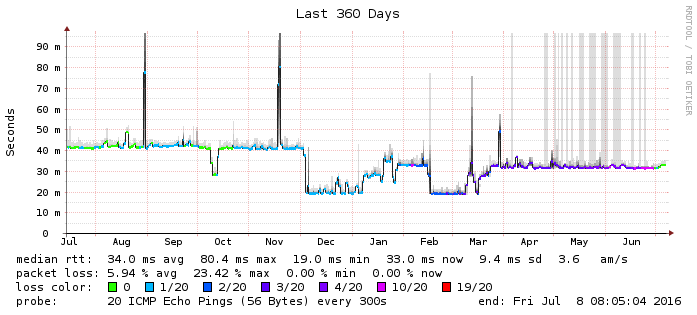 Last 360 Days
RRDTOOL / TOBI OETIKER
Seconds
90 m
80 m
70 m
60 m
50 m
40 m
30 m
20 m
10 m
0
Jul Aug Sep Oct Nov Dec Jan Feb Mar Apr May Jun
median rtt: 34.0 ms avg 80.4 ms max 19.0 ms min 33.0 ms now 9.4 ms sd 3.6 am/s
packet loss: 5.94 % avg 23.42 % max 0.00 % min 0.00 % now
loss color: 0 1/20 2/20 3/20 4/20 10/20 19/20
probe: 20 ICMP Echo Pings (56 Bytes) every 300s end: Fri Jul 8 08:05:04 2016